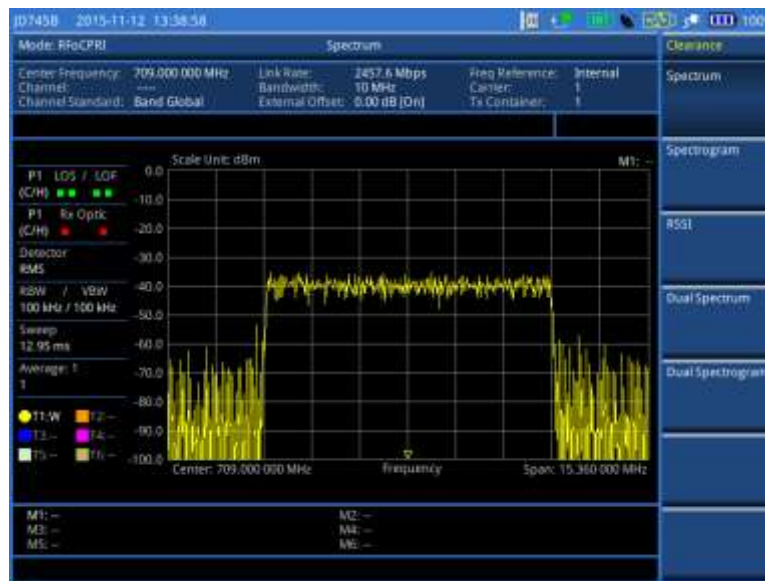 JD745B 2015-11-12 13:38:58
100%
Mode: RFoCPRI Spectrum Clearance
Center Frequency: 709.000 000 MHz Link Rate: 2457.6 Mbps Freq Reference: Internal
Channel: ---- Bandwidth: 10 MHz Carrier: 1
Channel Standard: Band Global External Offset: 0.00 dB [On] Tx Container: 1
Spectrum
Spectrogram
RSSI
Dual Spectrum
Dual Spectrogram
Scale Unit: dBm M1: --
P1 LOS / LOF
(C/H)
P1 Rx Optic
(C/H)
Detector
RMS
RBW / VBW
100 kHz / 100 kHz
Sweep
12.95 ms
Average: 1
1
T1:W T2:--
T3:-- T4:--
T5:-- T6:--
0.0
-10.0
-20.0
-30.0
-40.0
-50.0
-60.0
-70.0
-80.0
-90.0
-100.0
Center: 709.000 000 MHz Frequency Span: 15.360 000 MHz
M1: -- M2: --
M3: -- M4: --
M5: -- M6: --